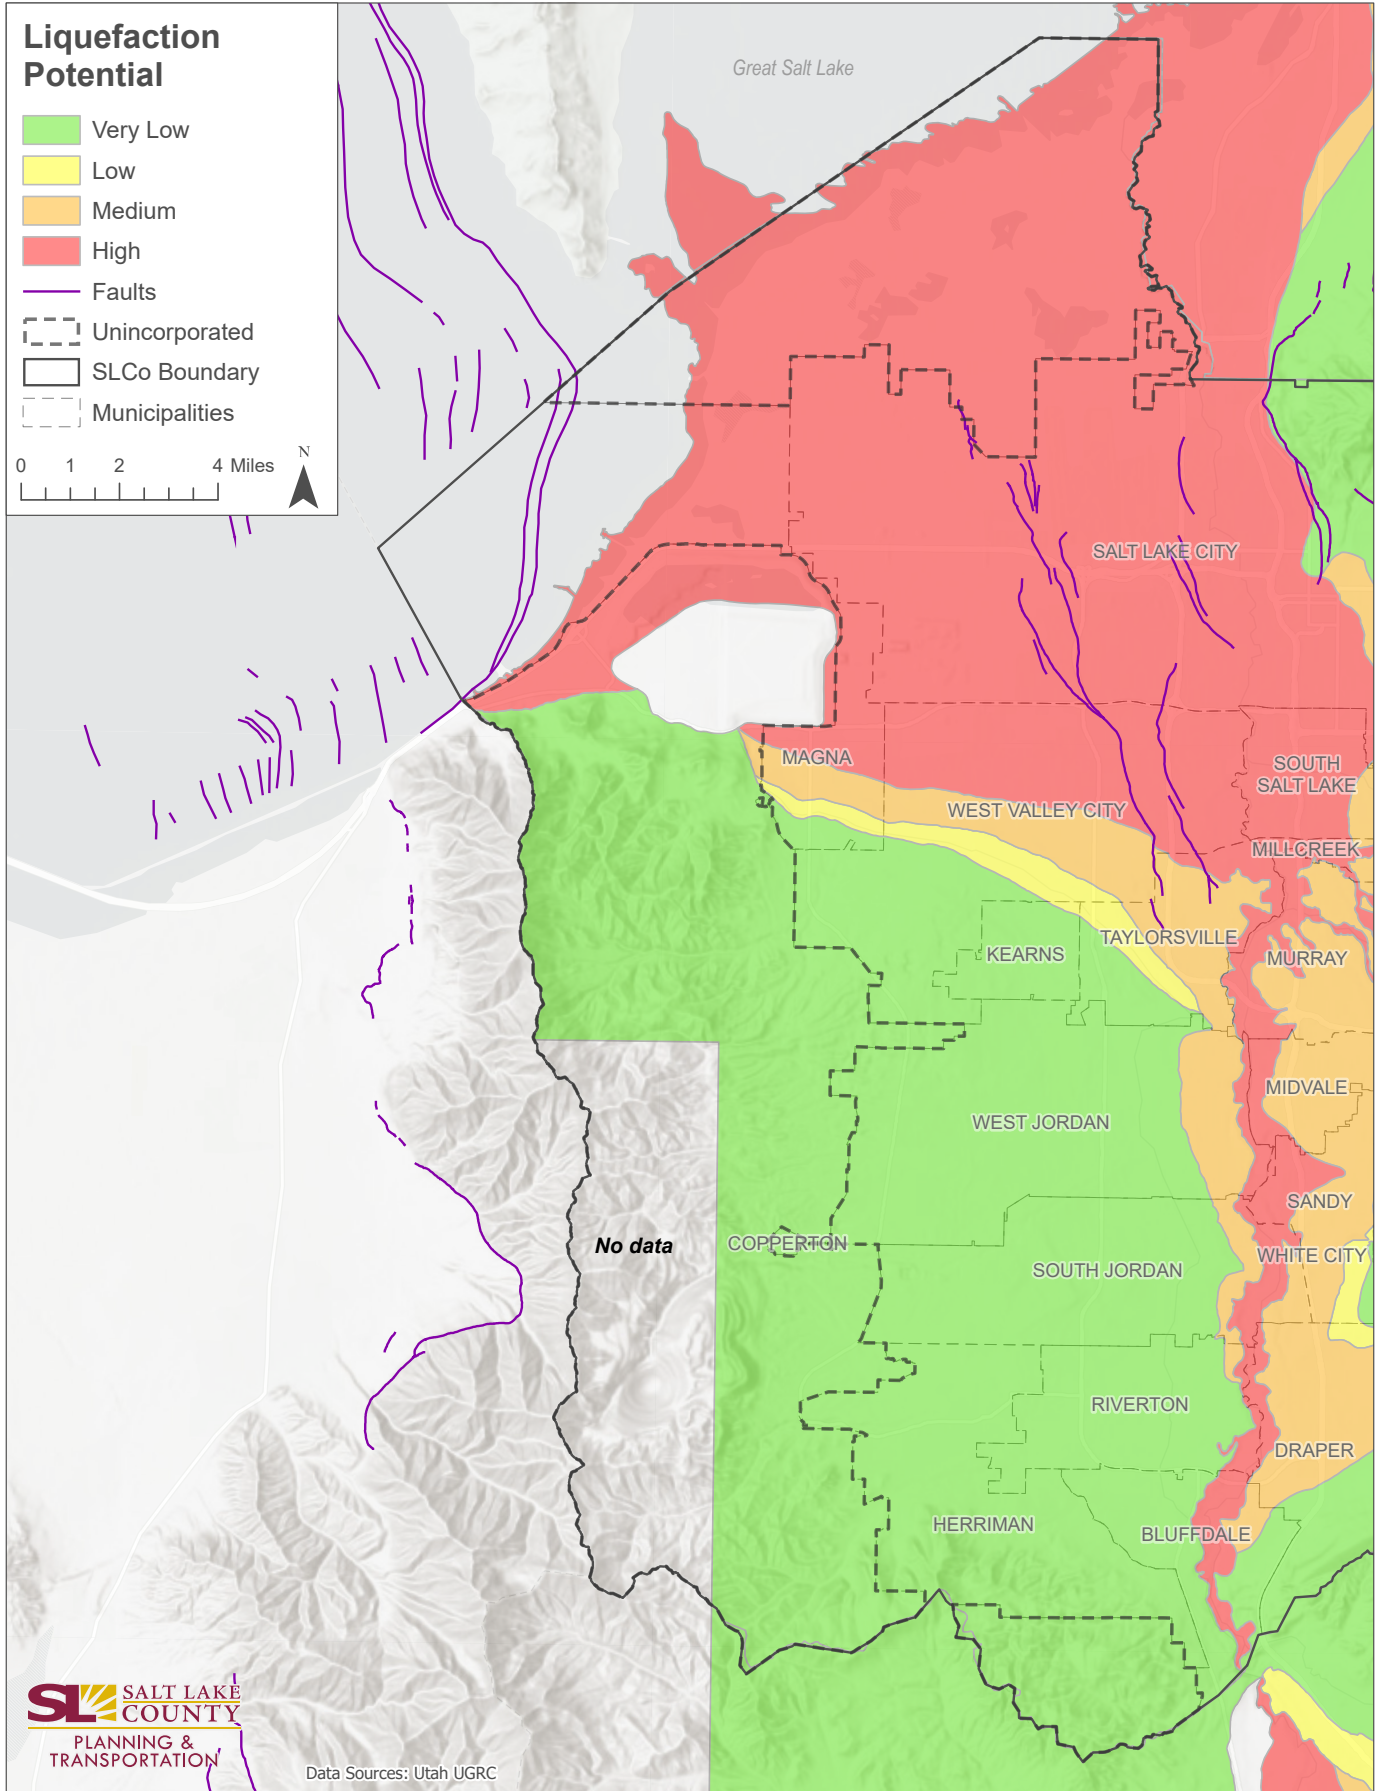 Liquefaction
Potential
Very Low
Low
Medium
High
Faults
Unincorporated
SLCo Boundary
Municipalities
0 1 2 4 Miles
N
Great Salt Lake
SALT LAKE CITY
MAGNA
SOUTH
SALT LAKE
WEST VALLEY CITY
MILLCREEK
TAYLORSVILLE
KEARNS
MURRAY
MIDVALE
WEST JORDAN
SANDY
No data
COPPERTON
WHITE CITY
SOUTH JORDAN
RIVERTON
DRAPER
HERRIMAN
BLUFFDALE
SL SALT LAKE
COUNTY
PLANNING &
TRANSPORTATION
Data Sources: Utah UGRC